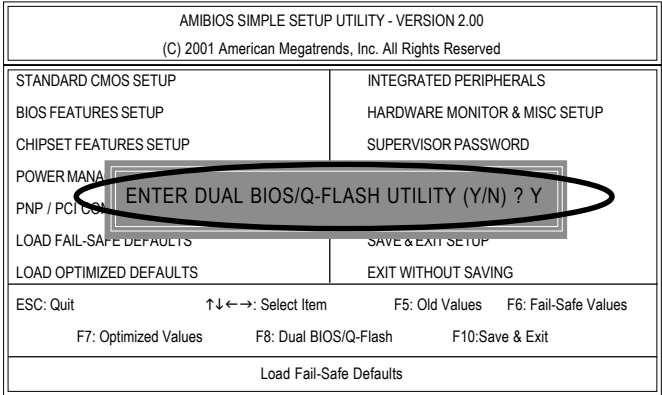 AMIBIOS SIMPLE SETUP UTILITY - VERSION 2.00
(C) 2001 American Megatrends, Inc. All Rights Reserved
STANDARD CMOS SETUP
INTEGRATED PERIPHERALS
BIOS FEATURES SETUP
HARDWARE MONITOR & MISC SETUP
CHIPSET FEATURES SETUP
SUPERVISOR PASSWORD
POWER MANA
ENTER DUAL BIOS/Q-FLASH UTILITY (Y/N) ? Y
PNP / PCI CON
LOAD FAIL-SAFE DEFAULTS
SAVE & EXIT SETUP
LOAD OPTIMIZED DEFAULTS
EXIT WITHOUT SAVING
ESC: Quit ↑↓←→: Select Item F5: Old Values F6: Fail-Safe Values
F7: Optimized Values F8: Dual BIOS/Q-Flash F10:Save & Exit
Load Fail-Safe Defaults